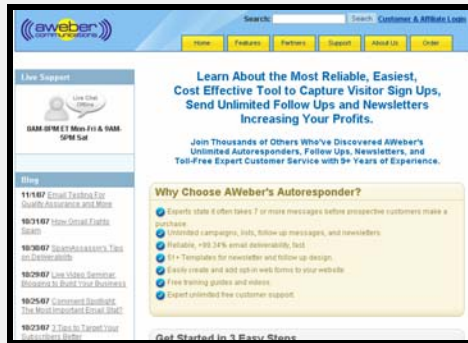 Search:
Search
Customer & Affiliate Login
aweber
communications
Home
Features
Partners
Support
About Us
Order
Live Support
Live Chat
Offline
8AM-8PM ET Mon-Fri & 9AM-
5PM Sat
Learn About the Most Reliable, Easiest,
Cost Effective Tool to Capture Visitor Sign Ups,
Send Unlimited Follow Ups and Newsletters
Increasing Your Profits.
Join Thousands of Others Who've Discovered AWeber's
Unlimited Autoresponders, Follow Ups, Newsletters, and
Toll-Free Expert Customer Service with 9+ Years of Experience.
Blog
11/1/07 Email Testing For
Quality Assurance and More
10/31/07 How Gmail Fights
Spam
10/30/07 SpamAssassin's Tips
on Deliverability
10/29/07 Live Video Seminar:
Blogging to Build Your Business
10/25/07 Comment Spotlight:
The Most Important Email Stat?
10/23/07 3 Tips to Target Your
Subscribers Better
Why Choose AWeber's Autoresponder?
Experts state it often takes 7 or more messages before prospective customers make a
purchase.
Unlimited campaigns, lists, follow up messages, and newsletters.
Reliable, +99.34% email deliverability, fast
51+ Templates for newsletter and follow up design.
Easily create and add opt-in web forms to your website.
Free training guides and videos.
Expert unlimited free customer support.
Get Started in 3 Easy Steps